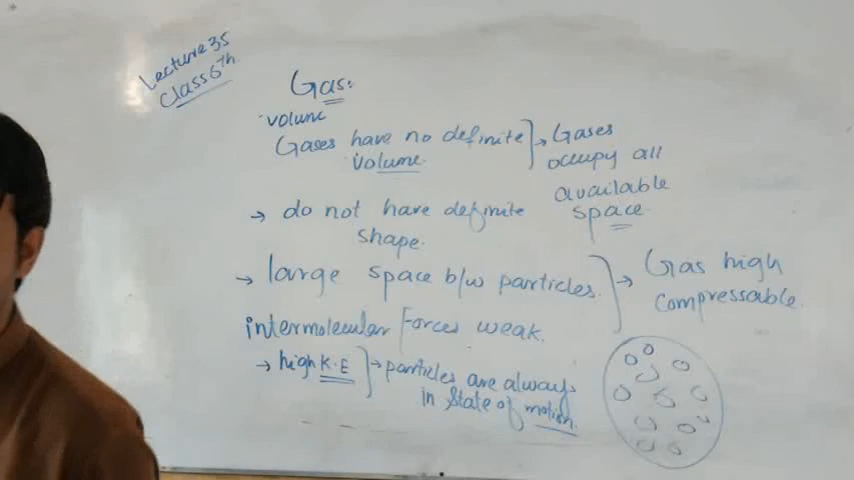 Lecture 35
Class 6th
Gas:
volume
Gases have no definite
volume.
→ Gases
occupy all
available
space
→ do not have definite
shape.
→ large space b/w particles.
intermolecular Forces weak.
→ Gas high
compressable.
→ high K.E
→ particles are always
in state of motion.